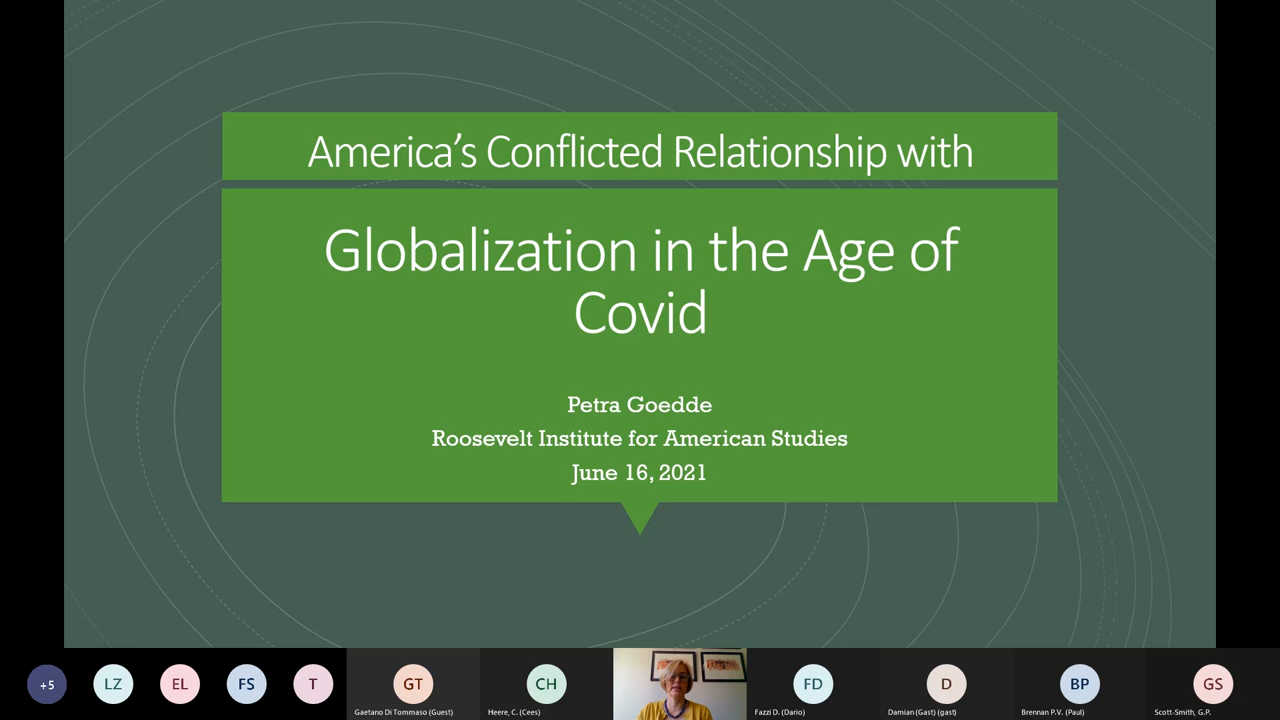 America's Conflicted Relationship with
Globalization in the Age of
Covid
Petra Goedde
Roosevelt Institute for American Studies
June 16, 2021
+5
LZ
EL
FS
T
GT
CH
FD
D
BP
GS
Gaetano Di Tommaso (Guest)
Heere, C. (Cees)
Fazzi D. (Dario)
Damian (Gast) (gast)
Brennan P.V. (Paul)
Scott-Smith, G.P.